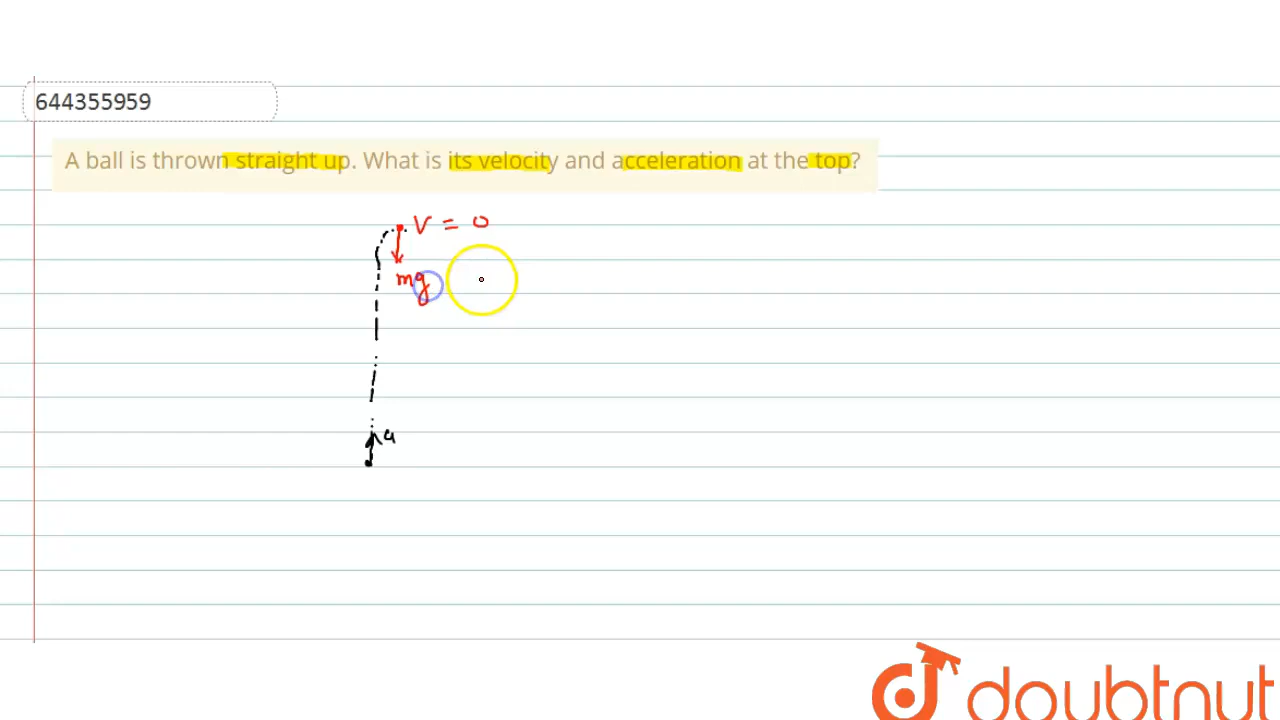 644355959
A ball is thrown straight up. What is its velocity and acceleration at the top?
V = 0
mg
u
doubtnut